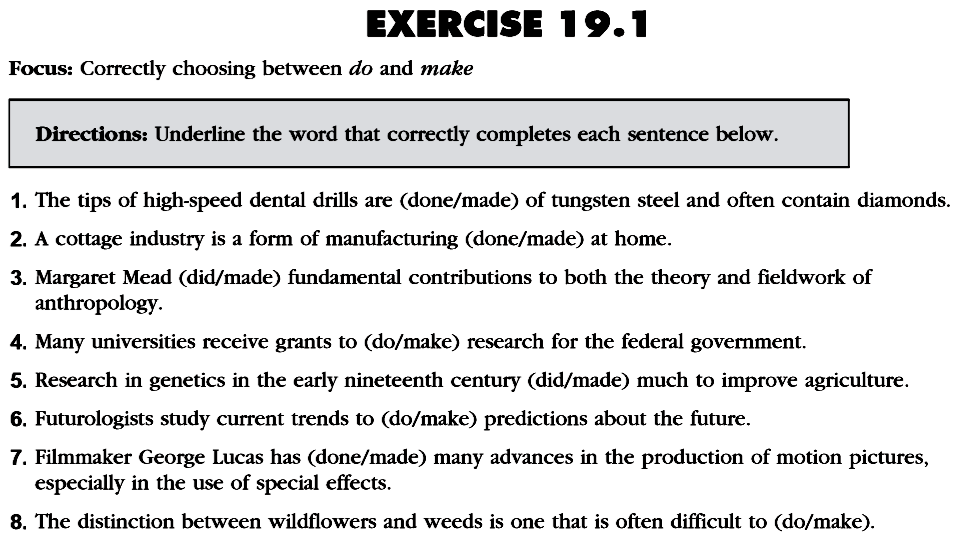 EXERCISE 19.1
Focus: Correctly choosing between do and make
Directions: Underline the word that correctly completes each sentence below.
1. The tips of high-speed dental drills are (done/made) of tungsten steel and often contain diamonds.
2. A cottage industry is a form of manufacturing (done/made) at home.
3. Margaret Mead (did/made) fundamental contributions to both the theory and fieldwork of
anthropology.
4. Many universities receive grants to (do/make) research for the federal government.
5. Research in genetics in the early nineteenth century (did/made) much to improve agriculture.
6. Futurologists study current trends to (do/make) predictions about the future.
7. Filmmaker George Lucas has (done/made) many advances in the production of motion pictures,
especially in the use of special effects.
8. The distinction between wildflowers and weeds is one that is often difficult to (do/make).